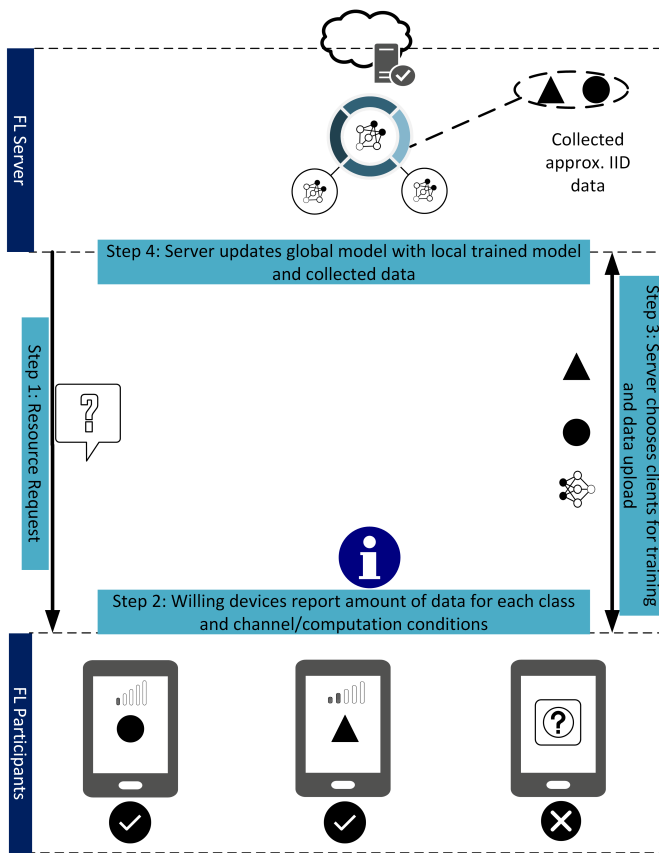 FL Server
Collected
approx. IID
data
Step 4: Server updates global model with local trained model
and collected data
Step 1: Resource Request
?
Step 3: Server chooses clients for training
and data upload
i
Step 2: Willing devices report amount of data for each class
and channel/computation conditions
FL Participants
?